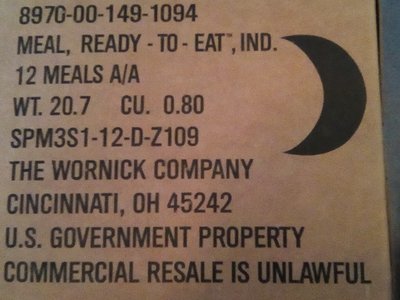 8970-00-149-1094
MEAL, READY - TO - EAT™, IND.
12 MEALS A/A
WT. 20.7 CU. 0.80
SPM3S1-12-D-Z109
THE WORNICK COMPANY
CINCINNATI, OH 45242
U.S. GOVERNMENT PROPERTY
COMMERCIAL RESALE IS UNLAWFUL